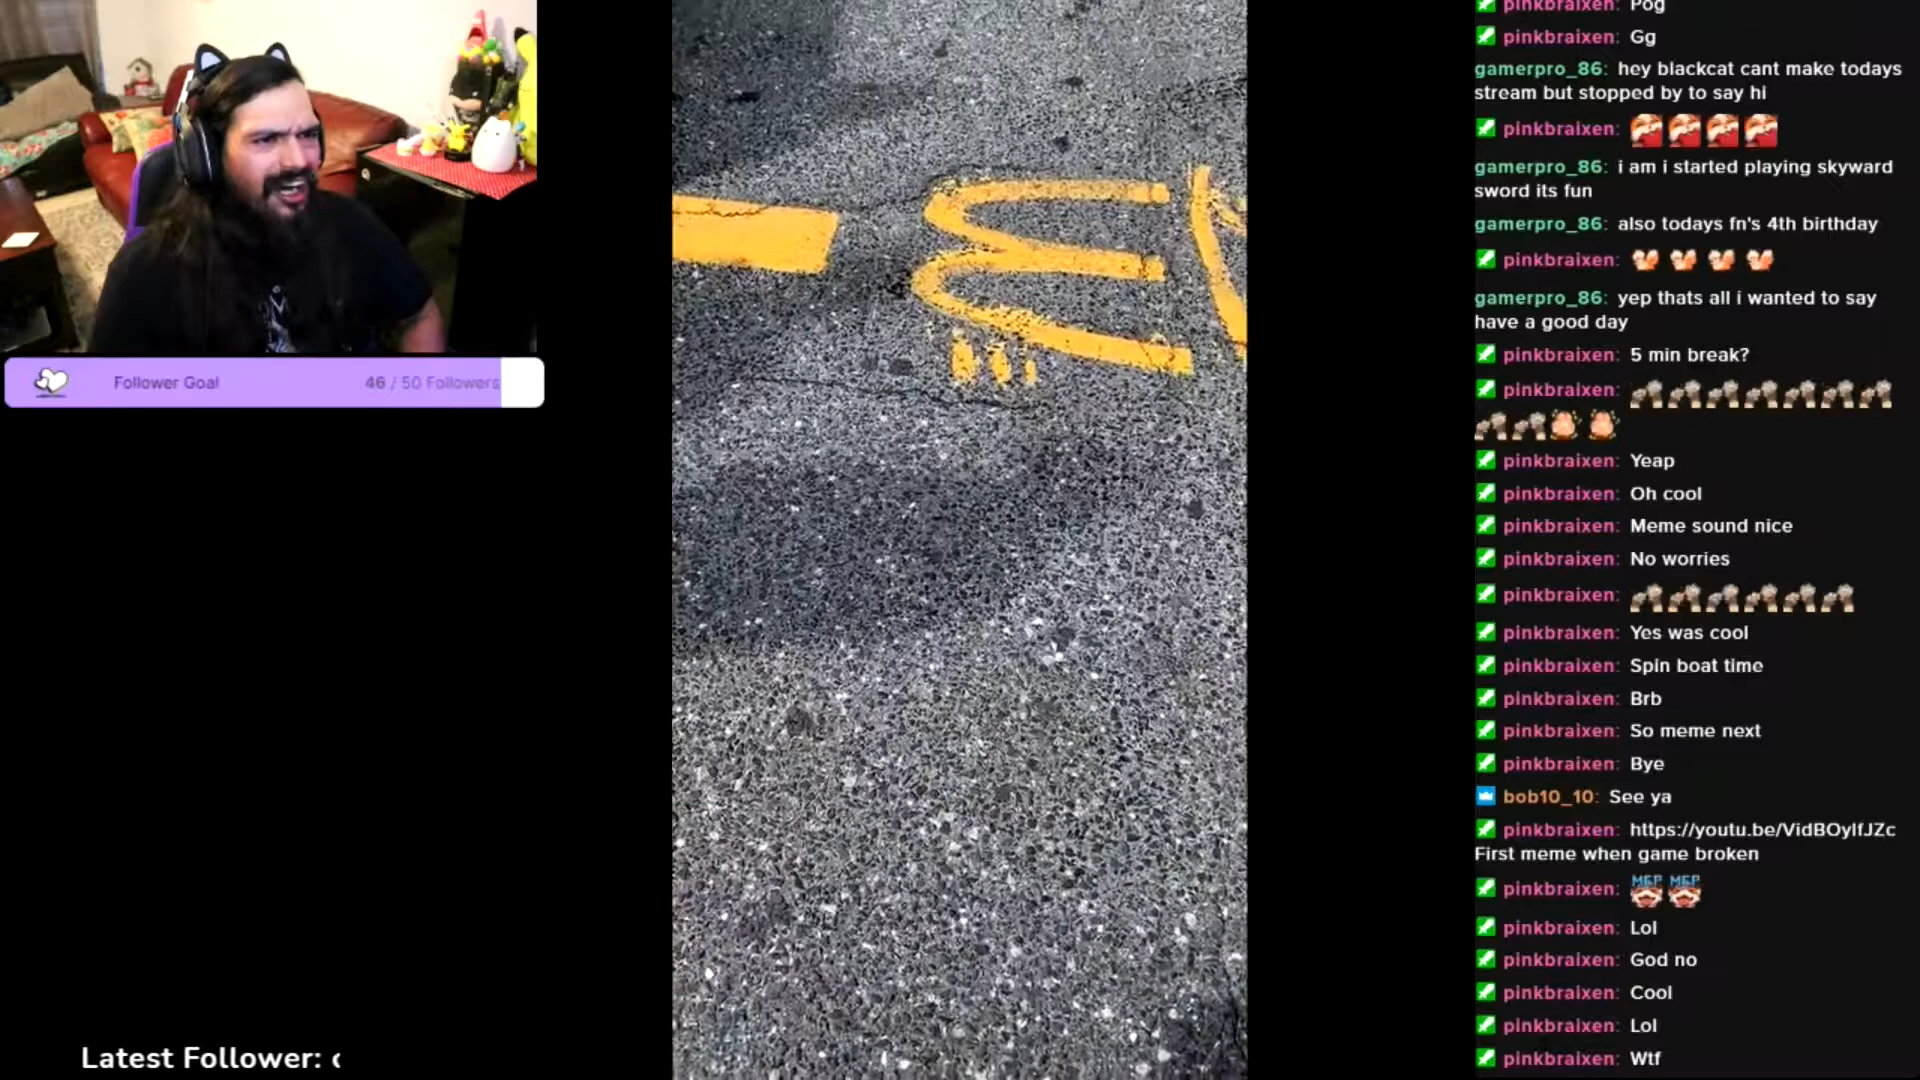 Follower Goal
46 / 50 Followers
Latest Follower:
pinkbraixen: Pog
pinkbraixen: Gg
gamerpro_86: hey blackcat cant make todays
stream but stopped by to say hi
pinkbraixen:
gamerpro_86: i am i started playing skyward
sword its fun
gamerpro_86: also todays fn's 4th birthday
pinkbraixen:
gamerpro_86: yep thats all i wanted to say
have a good day
pinkbraixen: 5 min break?
pinkbraixen:
pinkbraixen: Yeap
pinkbraixen: Oh cool
pinkbraixen: Meme sound nice
pinkbraixen: No worries
pinkbraixen:
pinkbraixen: Yes was cool
pinkbraixen: Spin boat time
pinkbraixen: Brb
pinkbraixen: So meme next
pinkbraixen: Bye
bob10_10: See ya
pinkbraixen: https://youtu.be/VidBOylfJZc
First meme when game broken
pinkbraixen:
pinkbraixen: Lol
pinkbraixen: God no
pinkbraixen: Cool
pinkbraixen: Lol
pinkbraixen: Wtf